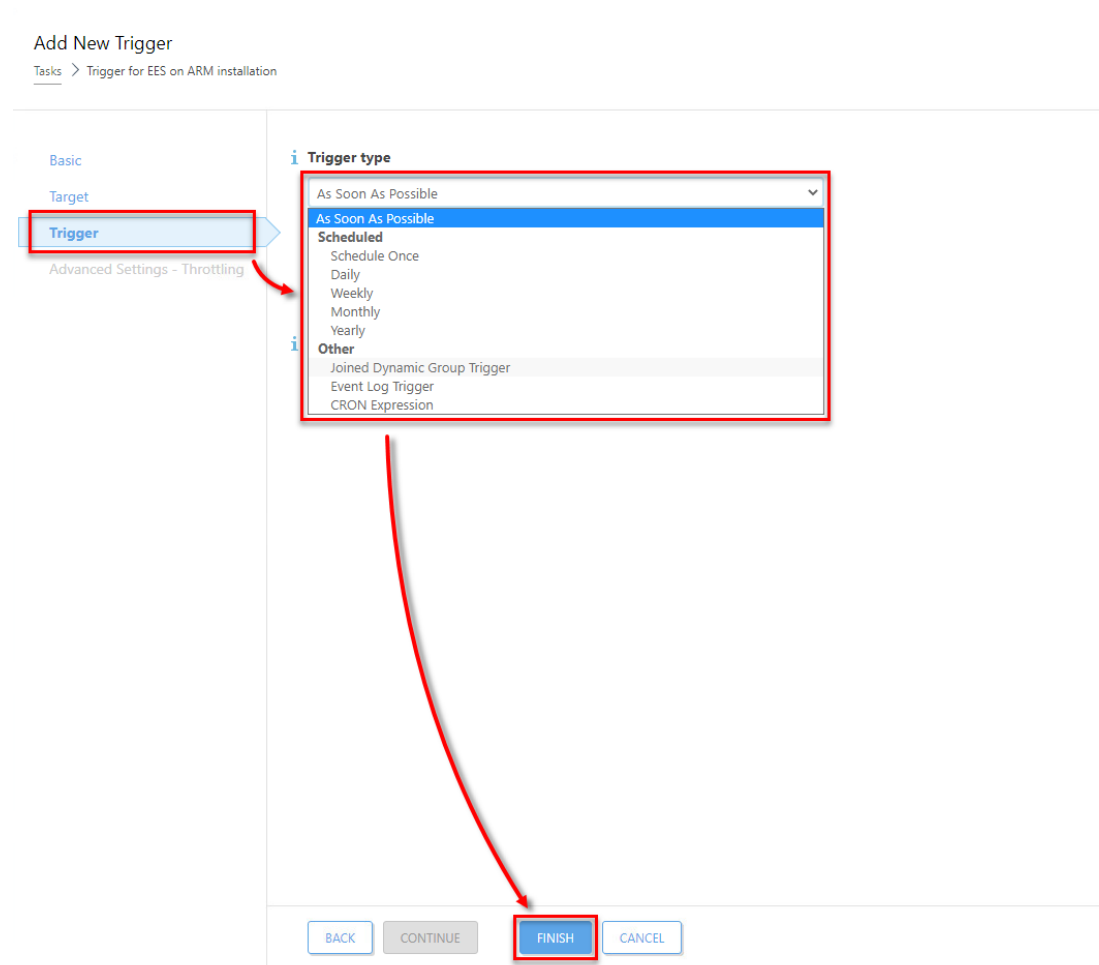 Add New Trigger
Tasks > Trigger for EES on ARM installation
Basic
Target
Trigger
Advanced Settings - Throttling
Trigger type
As Soon As Possible
As Soon As Possible
Scheduled
Schedule Once
Daily
Weekly
Monthly
Yearly
Other
Joined Dynamic Group Trigger
Event Log Trigger
CRON Expression
BACK CONTINUE FINISH CANCEL